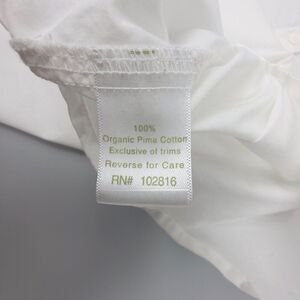 100%
Organic Pima Cotton
Exclusive of trims
Reverse for Care
RN# 102816